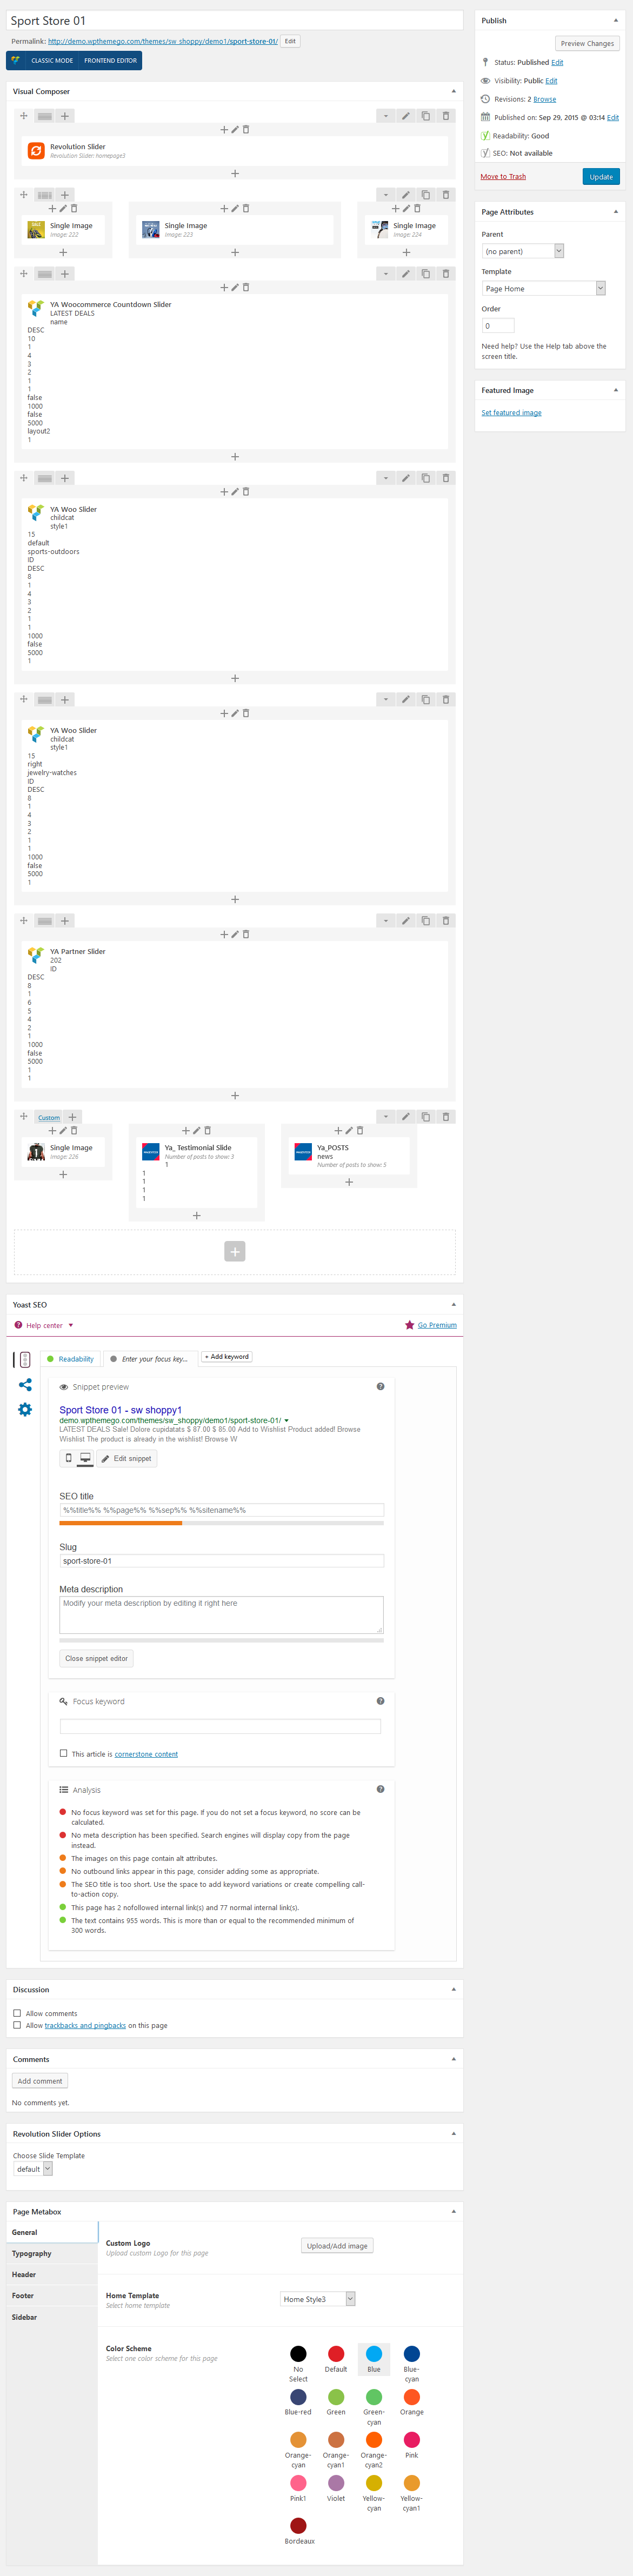 Sport Store 01
Permalink: http://demo.wpthemego.com/themes/sw_shoppy/demo1/sport-store-01/ Edit
CLASSIC MODE FRONTEND EDITOR
Visual Composer
Revolution Slider
Revolution Slider: homepage3
Single Image
Image: 222
Single Image
Image: 223
Single Image
Image: 224
YA Woocommerce Countdown Slider
LATEST DEALS
name
DESC
10
1
4
3
2
1
1
false
1000
false
5000
layout2
1
YA Woo Slider
childcat
style1
15
default
sports-outdoors
ID
DESC
8
1
4
3
2
1
1
1000
false
5000
1
YA Woo Slider
childcat
style1
15
right
jewelry-watches
ID
DESC
8
1
4
3
2
1
1
1000
false
5000
1
YA Partner Slider
202
ID
DESC
8
1
6
5
4
2
1
1000
false
5000
1
1
Custom
Single Image
Image: 226
Ya_ Testimonial Slide
Number of posts to show: 3
1
1
1
1
1
Ya_POSTS
news
Number of posts to show: 5
Yoast SEO
Help center
Go Premium
Readability
Enter your focus key...
+ Add keyword
Snippet preview
Sport Store 01 - sw shoppy1
demo.wpthemego.com/themes/sw_shoppy/demo1/sport-store-01/
LATEST DEALS Sale! Dolore cupidatats $ 87.00 $ 85.00 Add to Wishlist Product added! Browse
Wishlist The product is already in the wishlist! Browse W
Edit snippet
SEO title
%%title%% %%page%% %%sep%% %%sitename%%
Slug
sport-store-01
Meta description
Modify your meta description by editing it right here
Close snippet editor
Focus keyword
This article is cornerstone content
Analysis
No focus keyword was set for this page. If you do not set a focus keyword, no score can be
calculated.
No meta description has been specified. Search engines will display copy from the page
instead.
The images on this page contain alt attributes.
No outbound links appear in this page, consider adding some as appropriate.
The SEO title is too short. Use the space to add keyword variations or create compelling call-
to-action copy.
This page has 2 nofollowed internal link(s) and 77 normal internal link(s).
The text contains 955 words. This is more than or equal to the recommended minimum of
300 words.
Discussion
Allow comments
Allow trackbacks and pingbacks on this page
Comments
Add comment
No comments yet.
Revolution Slider Options
Choose Slide Template
default
Page Metabox
General
Typography
Header
Footer
Sidebar
Custom Logo
Upload custom Logo for this page
Upload/Add image
Home Template
Select home template
Home Style3
Color Scheme
Select one color scheme for this page
No
Select
Default
Blue
Blue-
cyan
Blue-red
Green
Green-
cyan
Orange
Orange-
cyan
Orange-
cyan1
Orange-
cyan2
Pink
Pink1
Violet
Yellow-
cyan
Yellow-
cyan1
Bordeaux
Publish
Preview Changes
Status: Published Edit
Visibility: Public Edit
Revisions: 2 Browse
Published on: Sep 29, 2015 @ 03:14 Edit
Readability: Good
SEO: Not available
Move to Trash
Update
Page Attributes
Parent
(no parent)
Template
Page Home
Order
0
Need help? Use the Help tab above the
screen title.
Featured Image
Set featured image